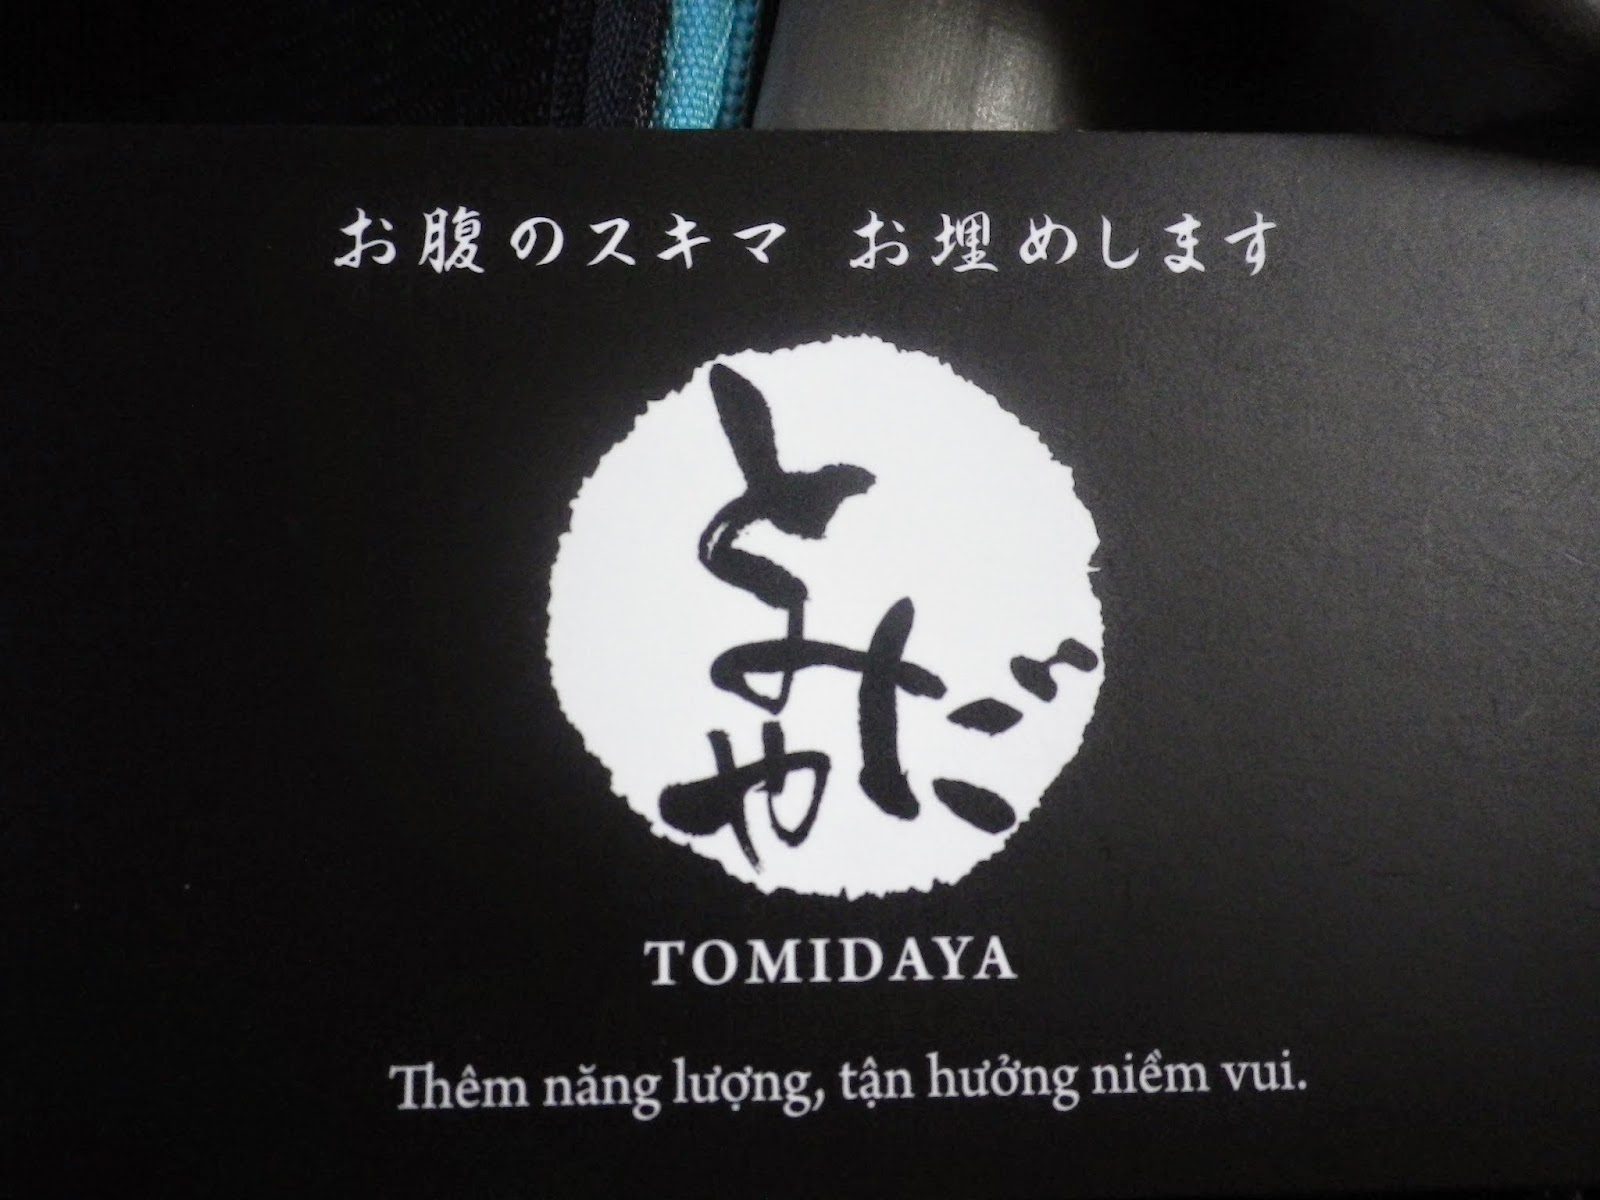 お腹のスキマ お埋めします
とみだや
TOMIDAYA
Thêm năng lượng, tận hưởng niềm vui.